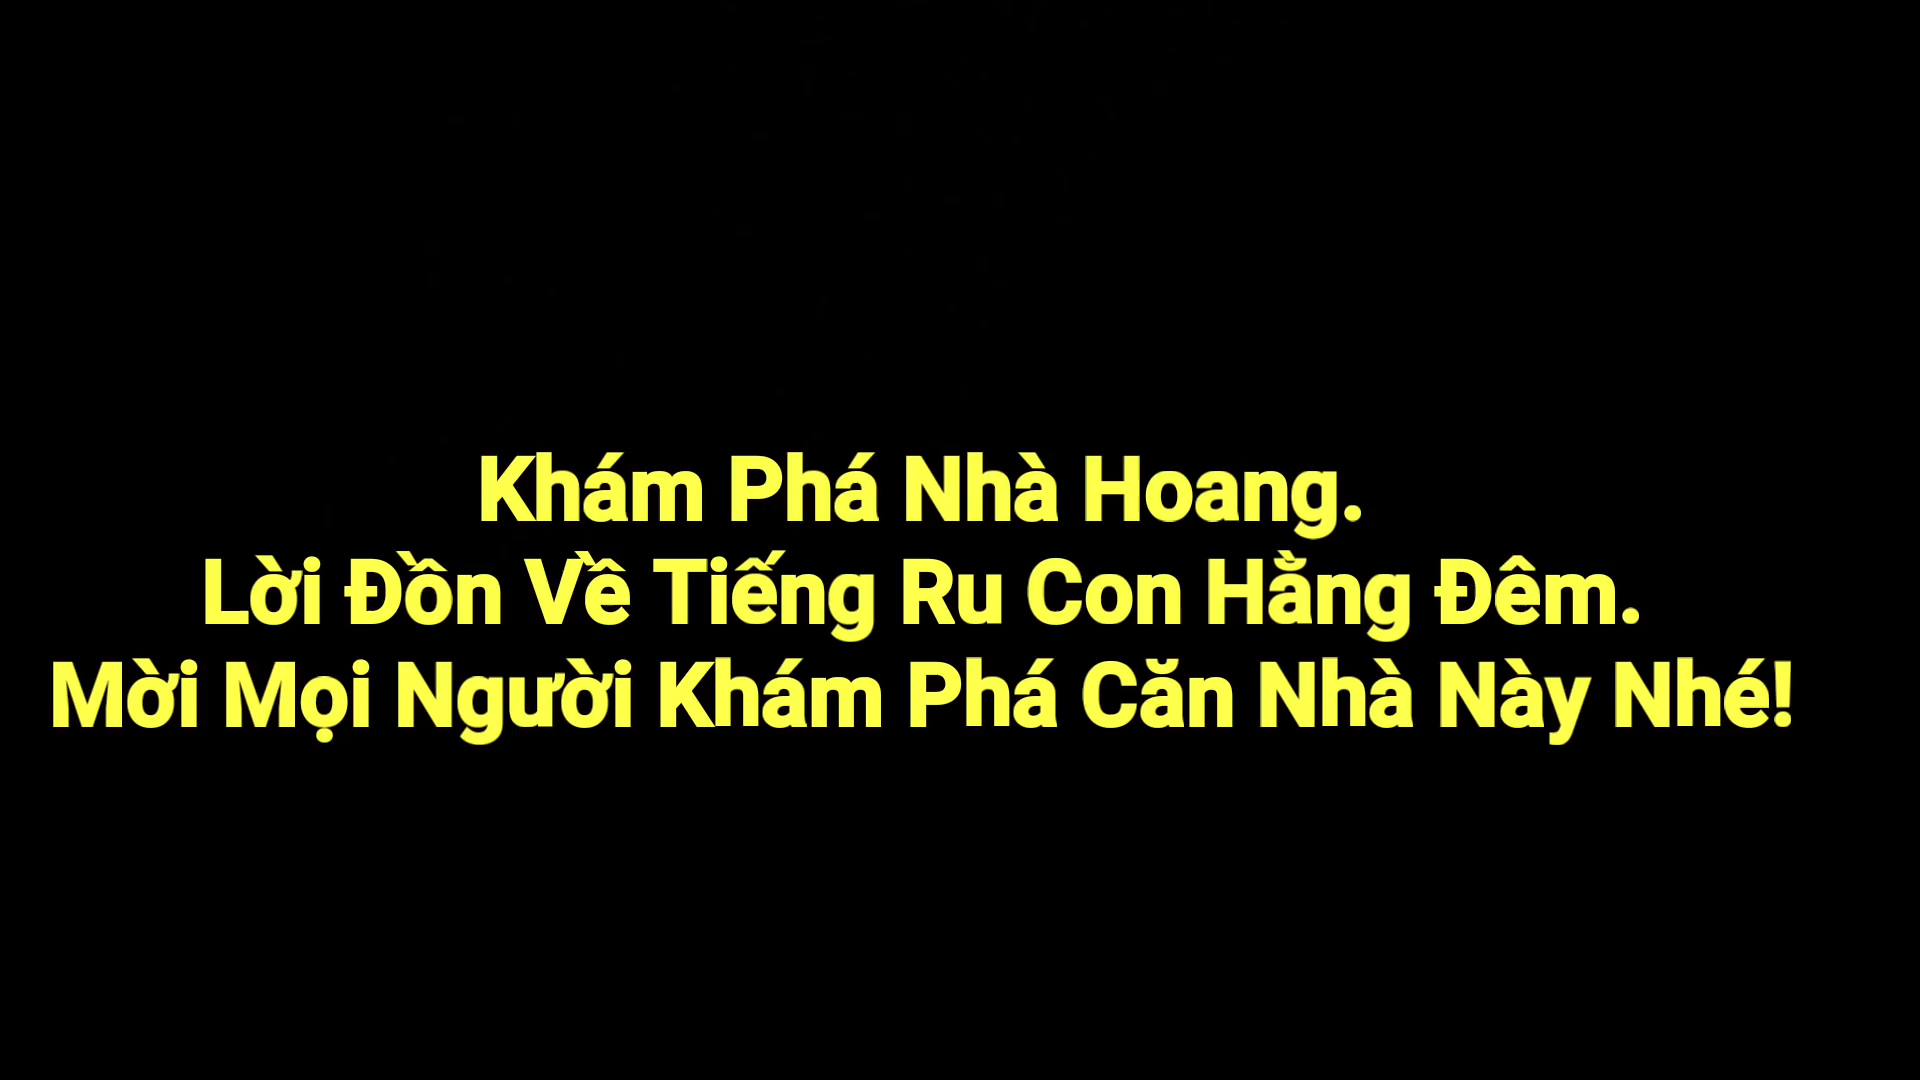 Khám Phá Nhà Hoang.
Lời Đồn Về Tiếng Ru Con Hằng Đêm.
Mời Mọi Người Khám Phá Căn Nhà Này Nhé!